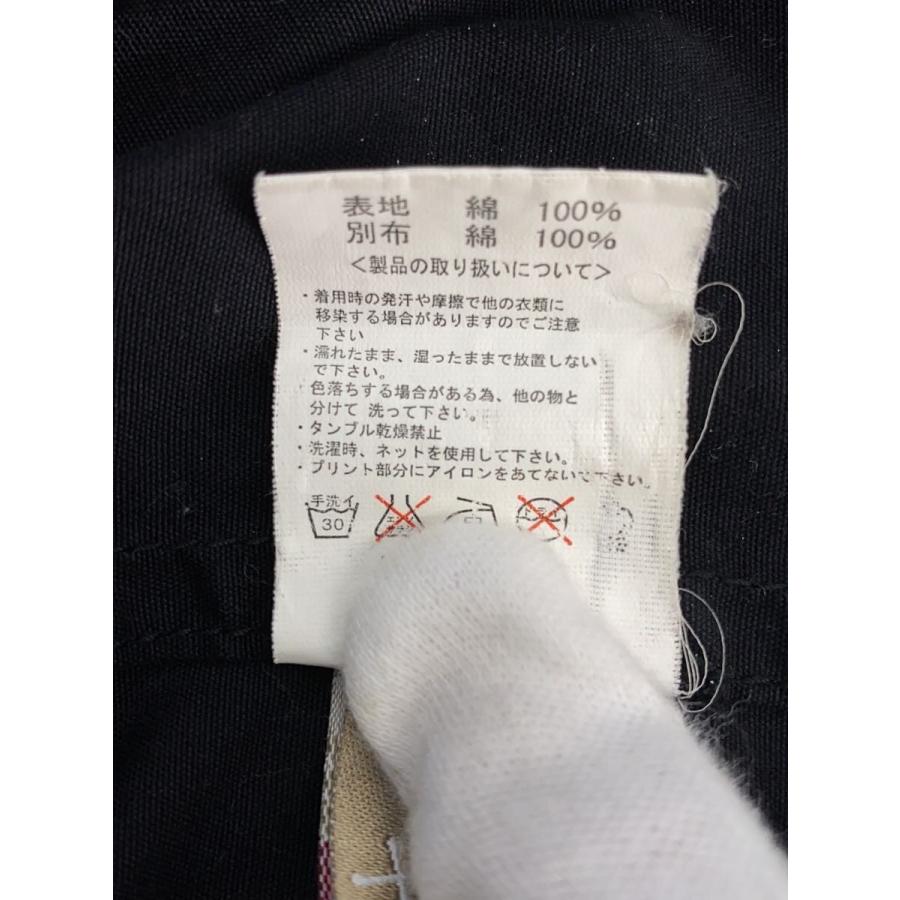 表地 綿 100%
別布 綿 100%
<製品の取り扱いについて>
・着用時の発汗や摩擦で他の衣類に
移染する場合がありますのでご注意
下さい
・濡れたまま、湿ったままで放置しない
で下さい。
・色落ちする場合がある為、他の物と
分けて 洗って下さい。
・タンブル乾燥禁止
・洗濯時、ネットを使用して下さい。
・プリント部分にアイロンをあてないで下さい。
手洗イ ドライ
30